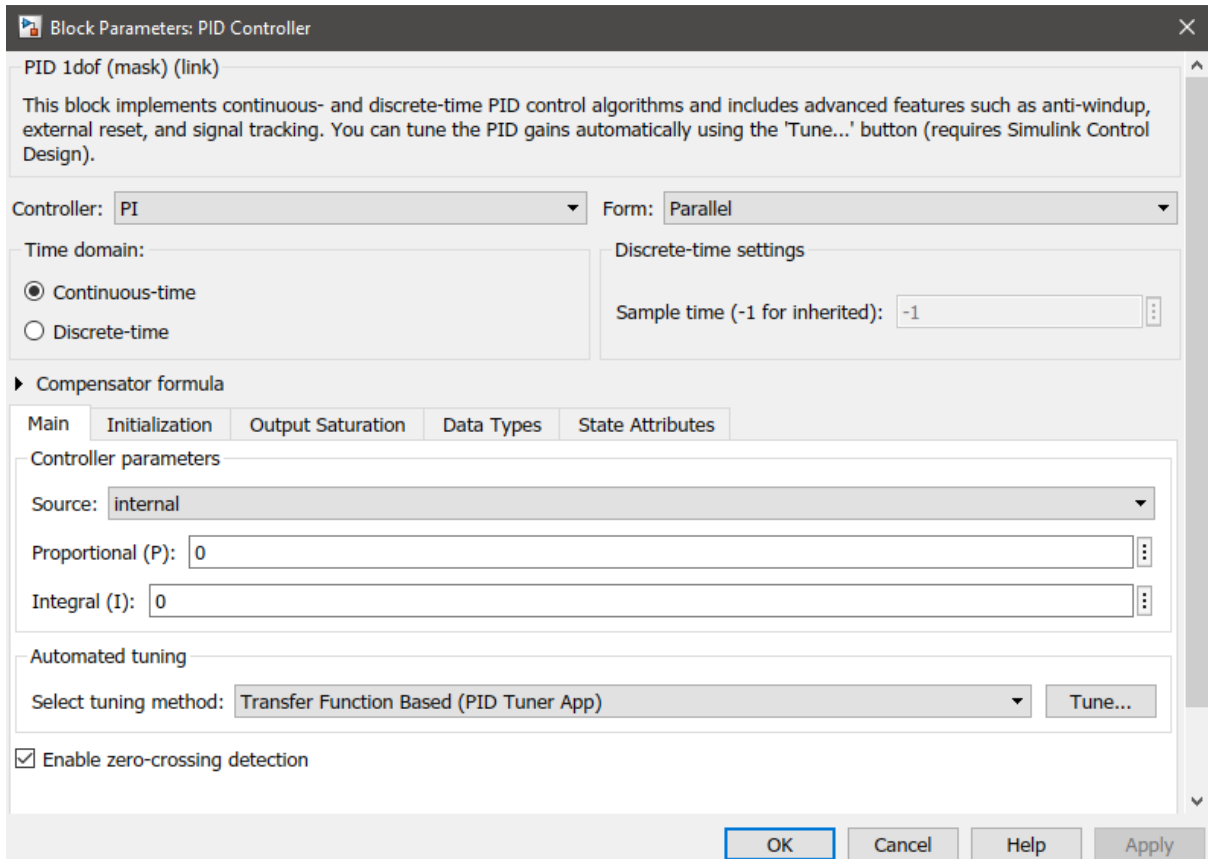 Block Parameters: PID Controller
PID 1dof (mask) (link)
This block implements continuous- and discrete-time PID control algorithms and includes advanced features such as anti-windup,
external reset, and signal tracking. You can tune the PID gains automatically using the 'Tune...' button (requires Simulink Control
Design).
Controller: PI Form: Parallel
Time domain: Discrete-time settings
Continuous-time
Sample time (-1 for inherited): -1
Discrete-time
Compensator formula
Main Initialization Output Saturation Data Types State Attributes
Controller parameters
Source: internal
Proportional (P): 0
Integral (I): 0
Automated tuning
Select tuning method: Transfer Function Based (PID Tuner App) Tune...
Enable zero-crossing detection
OK Cancel Help Apply